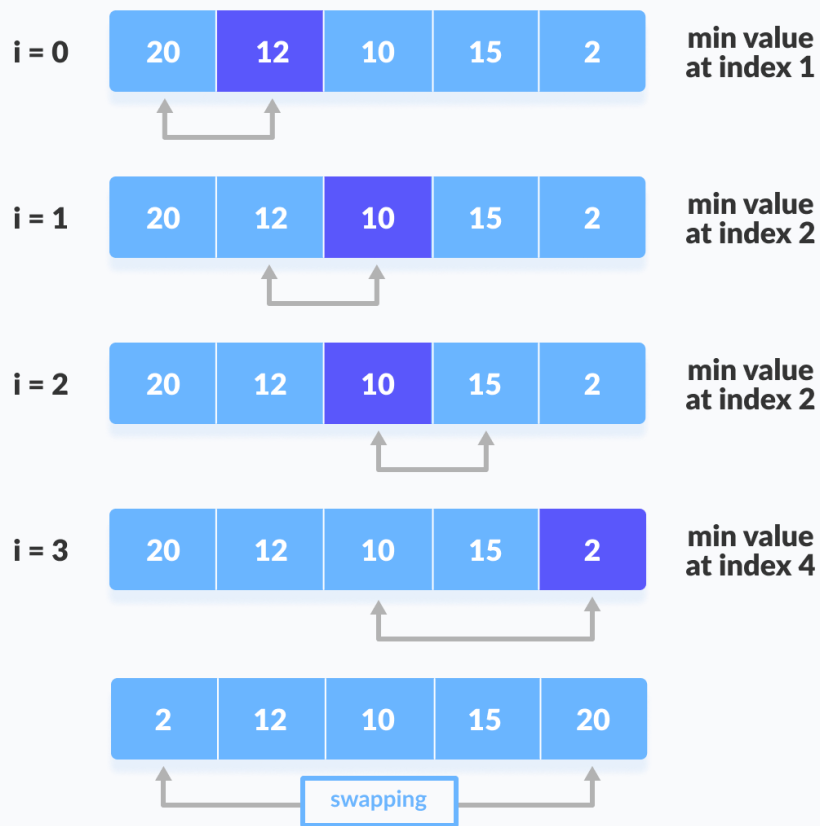 i = 0 20 12 10 15 2 min value
at index 1
i = 1 20 12 10 15 2 min value
at index 2
i = 2 20 12 10 15 2 min value
at index 2
i = 3 20 12 10 15 2 min value
at index 4
2 12 10 15 20
swapping